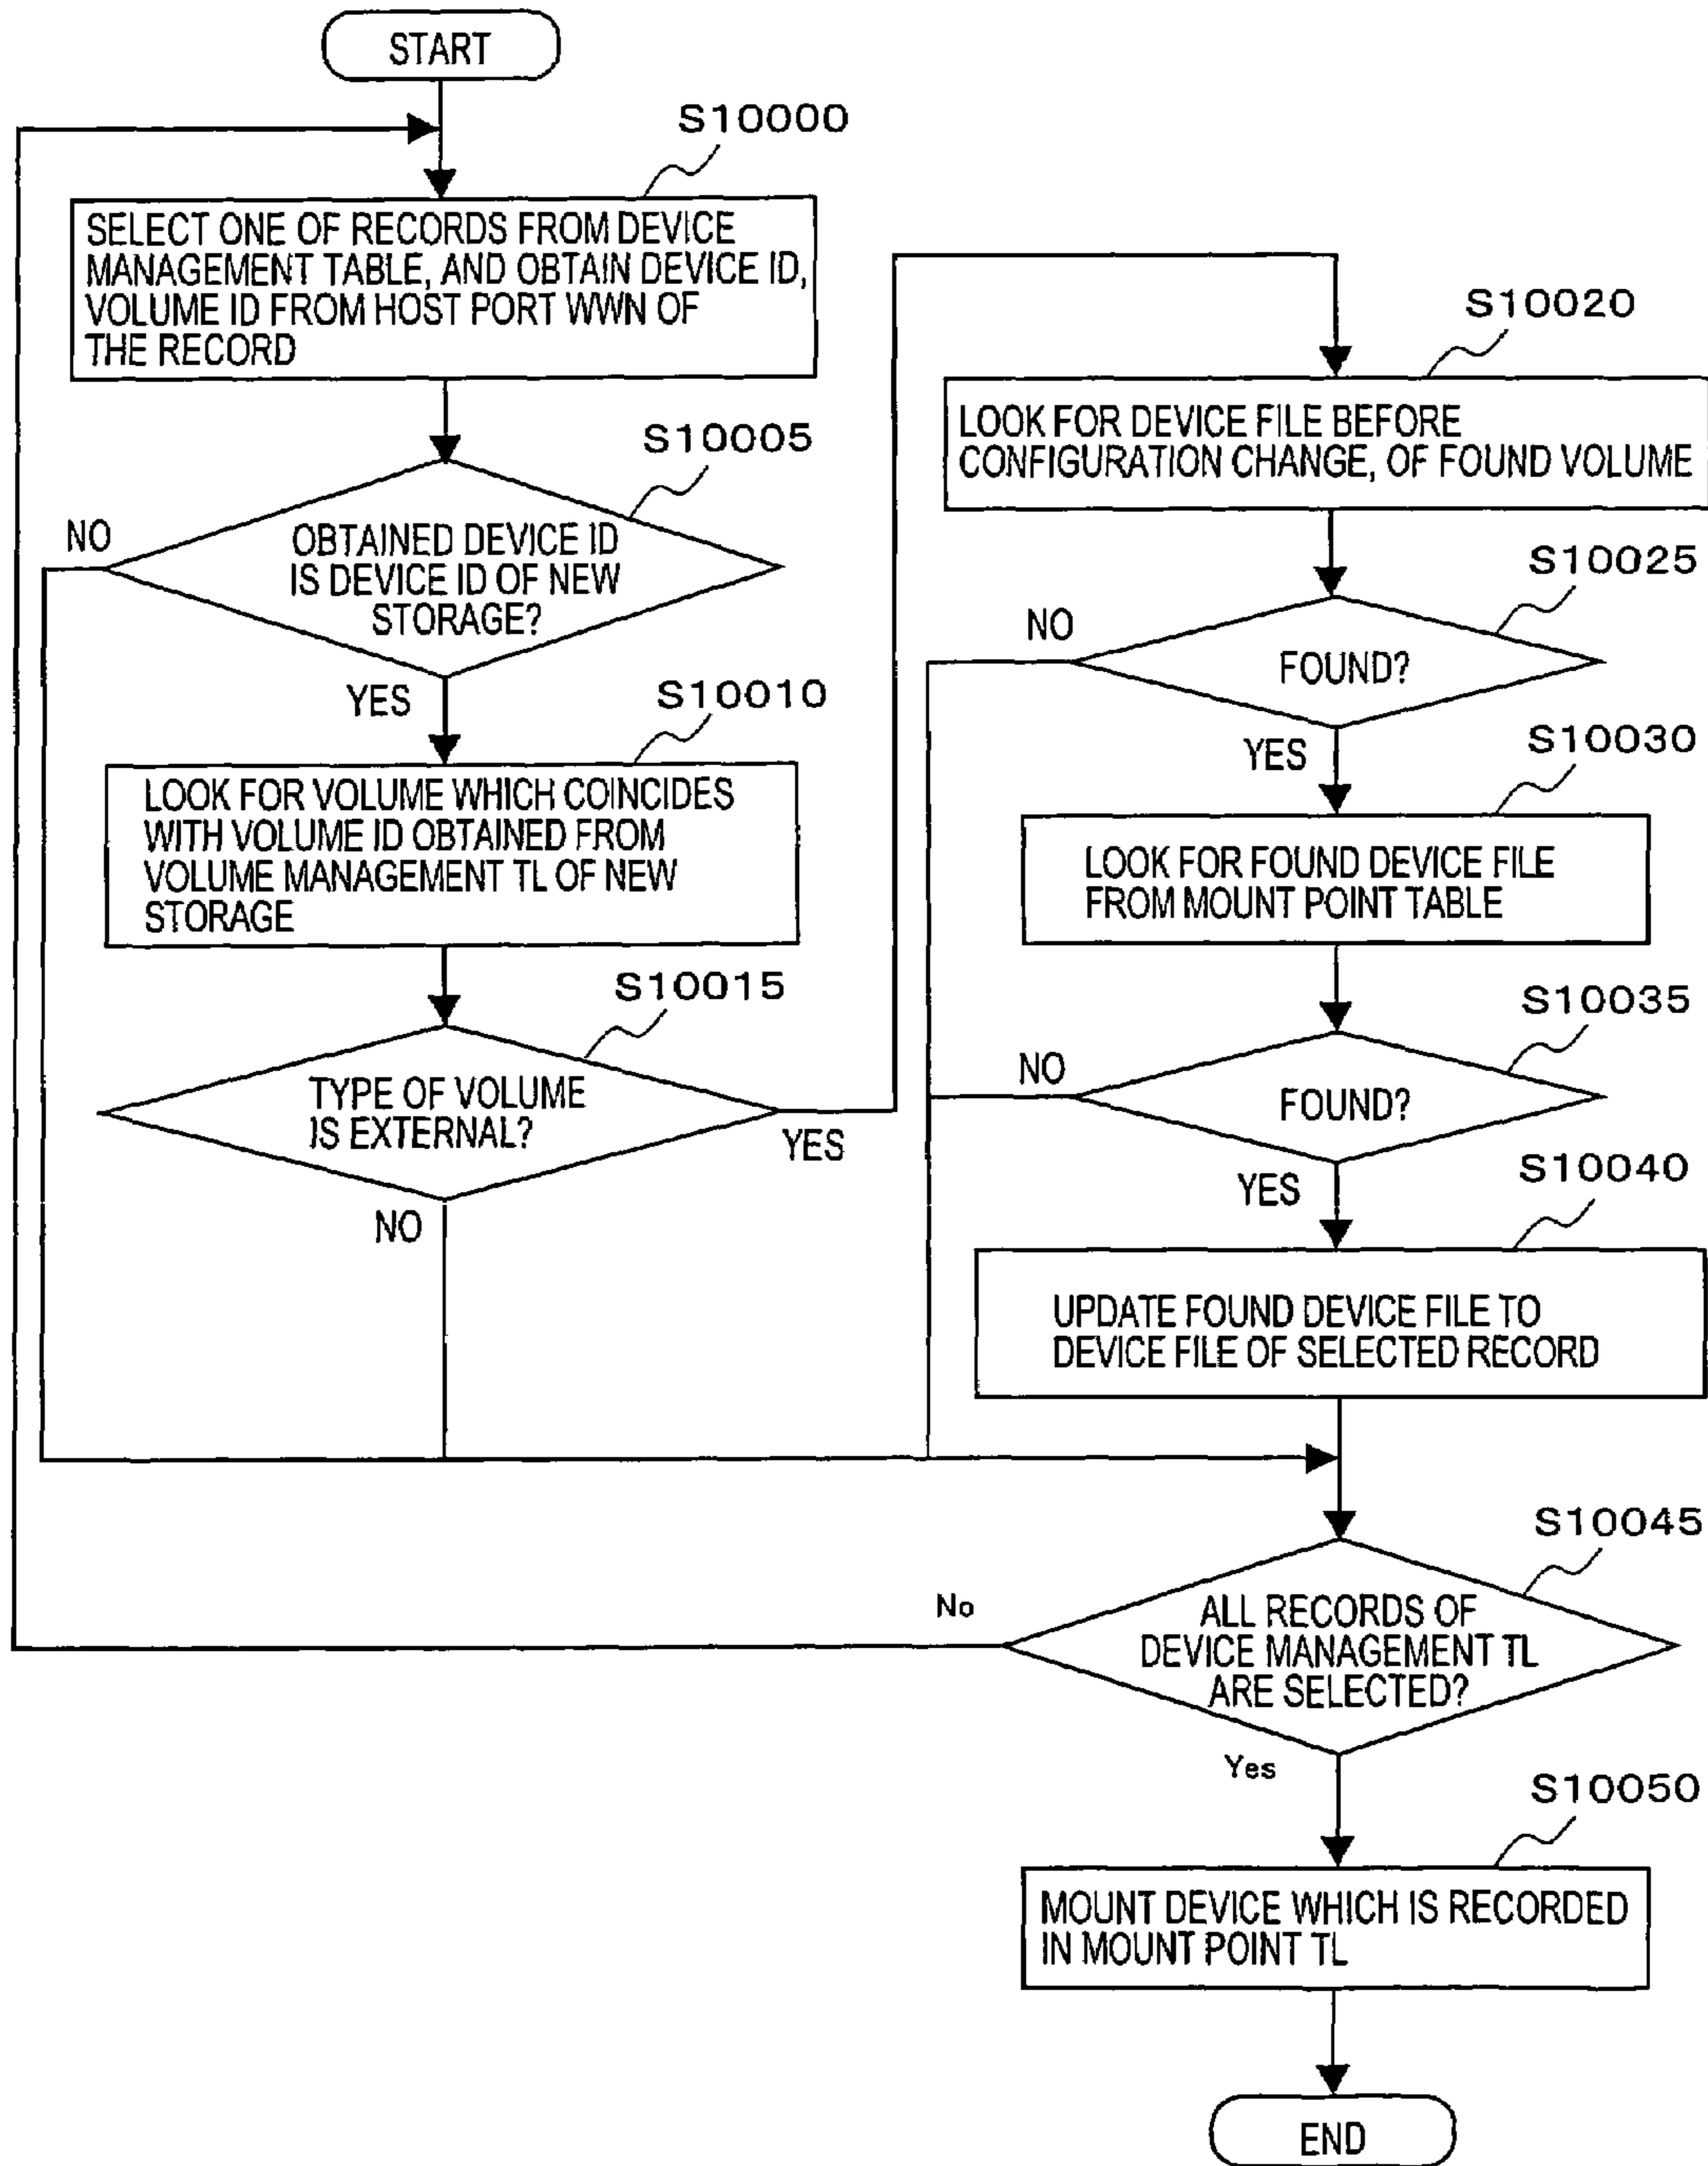 START
S10000
SELECT ONE OF RECORDS FROM DEVICE
MANAGEMENT TABLE, AND OBTAIN DEVICE ID,
VOLUME ID FROM HOST PORT WWN OF
THE RECORD
S10005
NO
OBTAINED DEVICE ID
IS DEVICE ID OF NEW
STORAGE?
YES
S10010
LOOK FOR VOLUME WHICH COINCIDES
WITH VOLUME ID OBTAINED FROM
VOLUME MANAGEMENT TL OF NEW
STORAGE
S10015
TYPE OF VOLUME
IS EXTERNAL?
YES
NO
S10020
LOOK FOR DEVICE FILE BEFORE
CONFIGURATION CHANGE, OF FOUND VOLUME
S10025
NO
FOUND?
YES
S10030
LOOK FOR FOUND DEVICE FILE
FROM MOUNT POINT TABLE
S10035
NO
FOUND?
YES
S10040
UPDATE FOUND DEVICE FILE TO
DEVICE FILE OF SELECTED RECORD
S10045
No
ALL RECORDS OF
DEVICE MANAGEMENT TL
ARE SELECTED?
Yes
S10050
MOUNT DEVICE WHICH IS RECORDED
IN MOUNT POINT TL
END